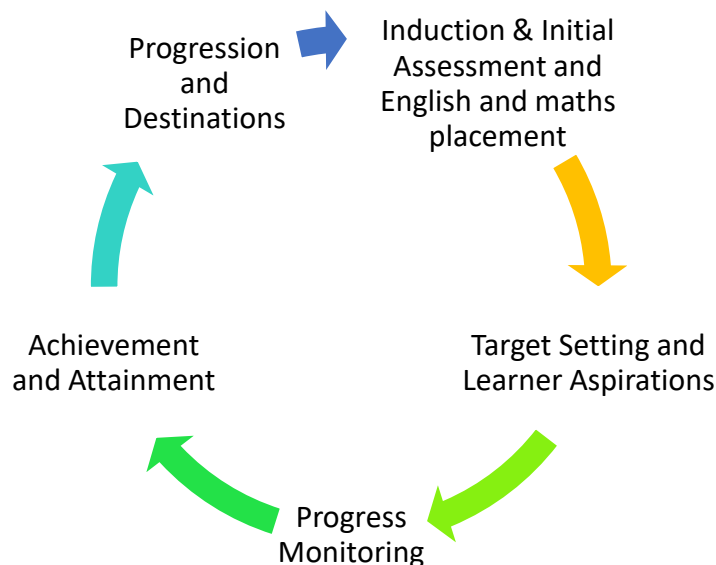 Induction & Initial
Assessment and
English and maths
placement
Target Setting and
Learner Aspirations
Progress
Monitoring
Achievement
and Attainment
Progression
and
Destinations